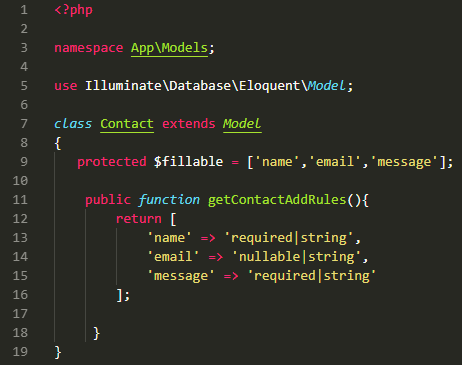 1 <?php
2
3 namespace App\Models;
4
5 use Illuminate\Database\Eloquent\Model;
6
7 class Contact extends Model
8 {
9    protected $fillable = ['name','email','message'];
10
11     public function getContactAddRules(){
12         return [
13             'name' => 'required|string',
14             'email' => 'nullable|string',
15             'message' => 'required|string'
16         ];
17
18      }
19 }